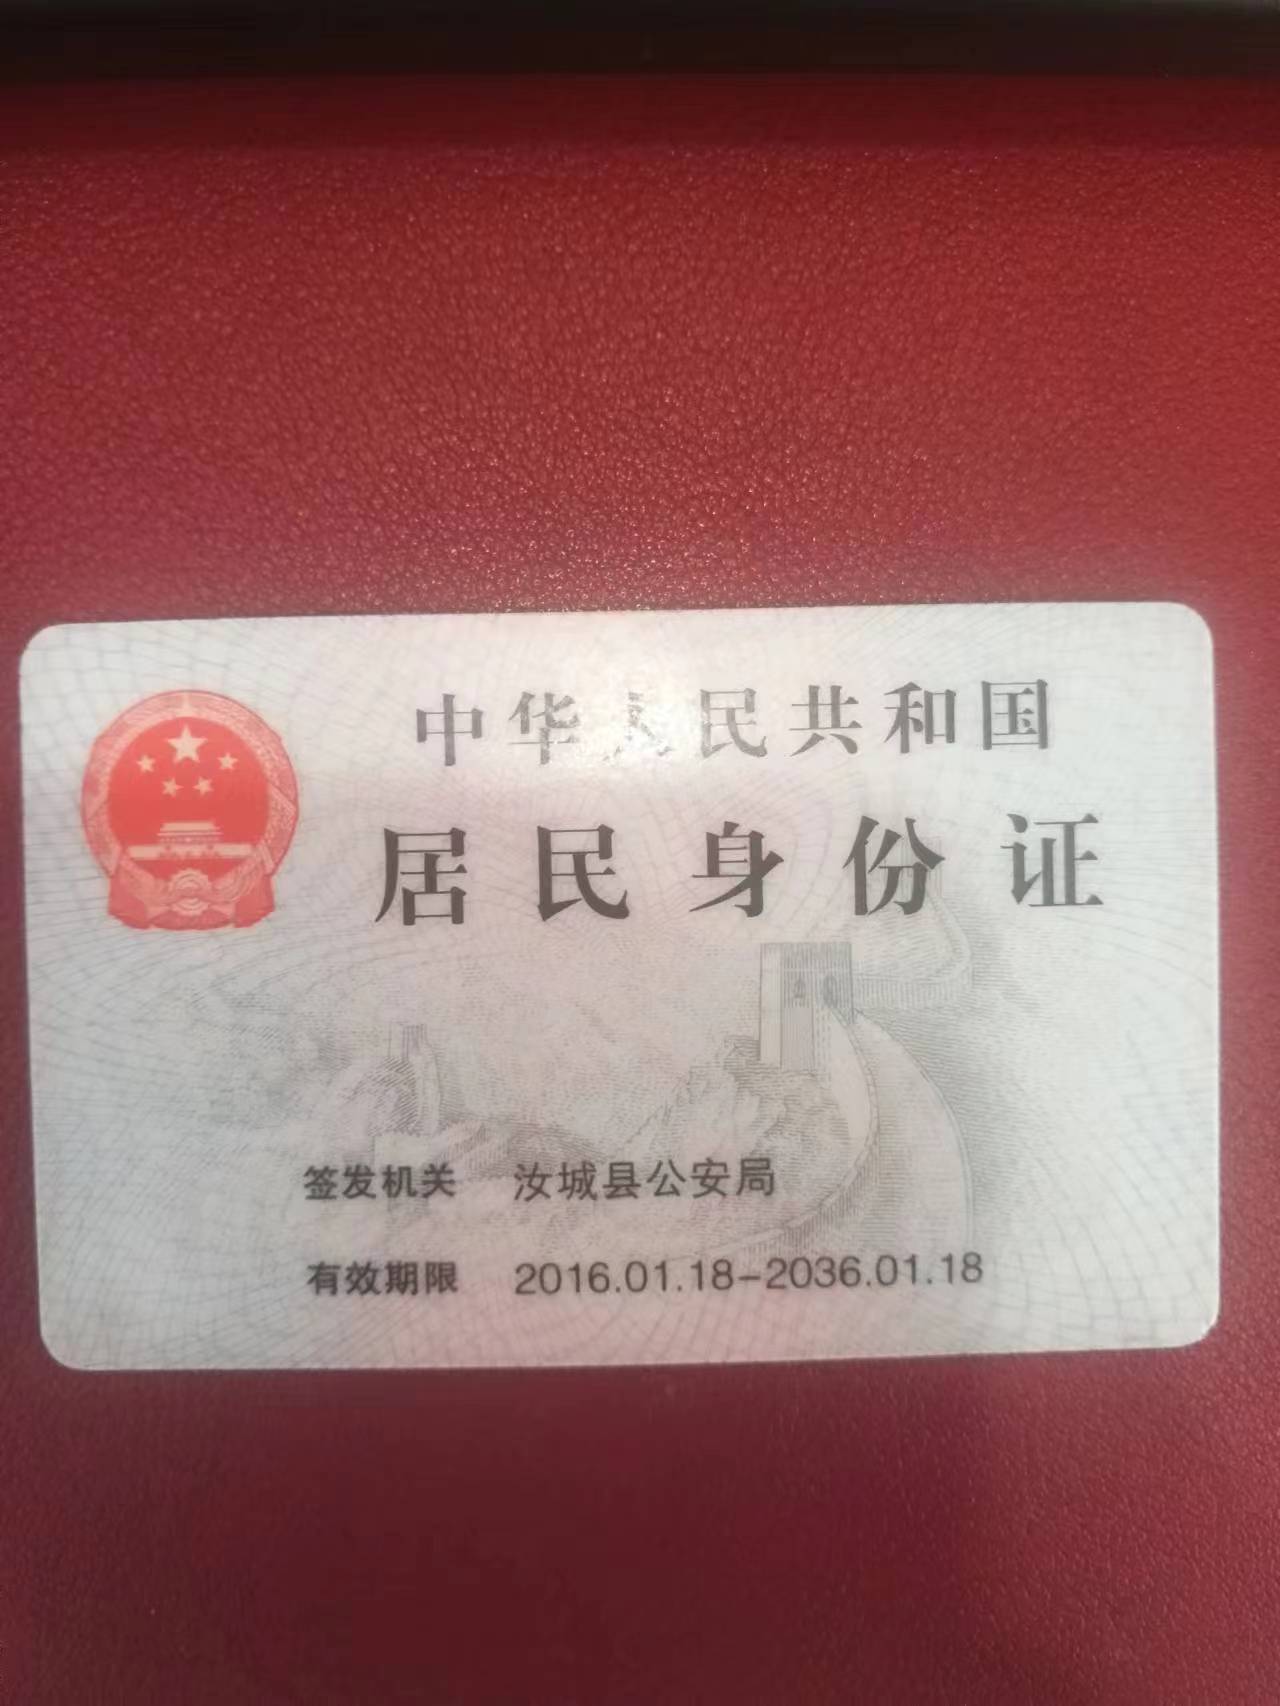 中华人民共和国
居民身份证
签发机关 汝城县公安局
有效期限 2016.01.18-2036.01.18